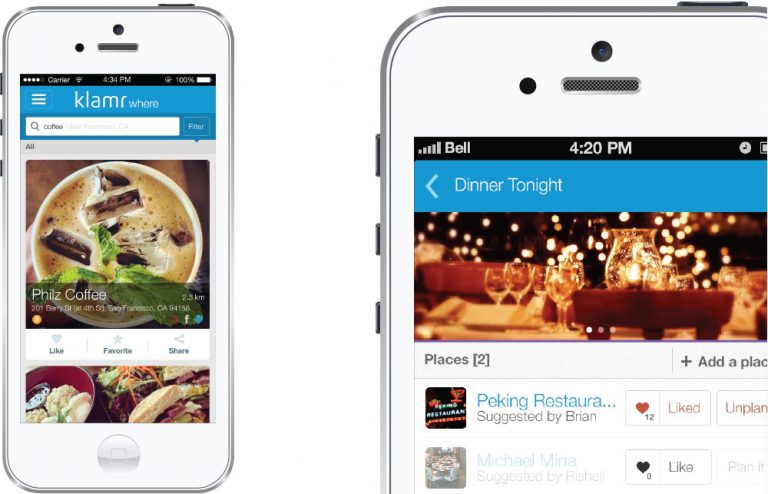 Carrier 4:34 PM 100%
klamr where
coffee - San Francisco, CA Filter
All
Philz Coffee 2.3 km
201 Berry St (at 4th St), San Francisco, CA 94158
Like Favorite Share
Bell 4:20 PM
Dinner Tonight
Places [2] + Add a plac
PEKING
RESTAURANT
Peking Restaura...
Suggested by Brian
12 Liked Unplan
Michael Mina
Suggested by Rishell
0 Like Plan it